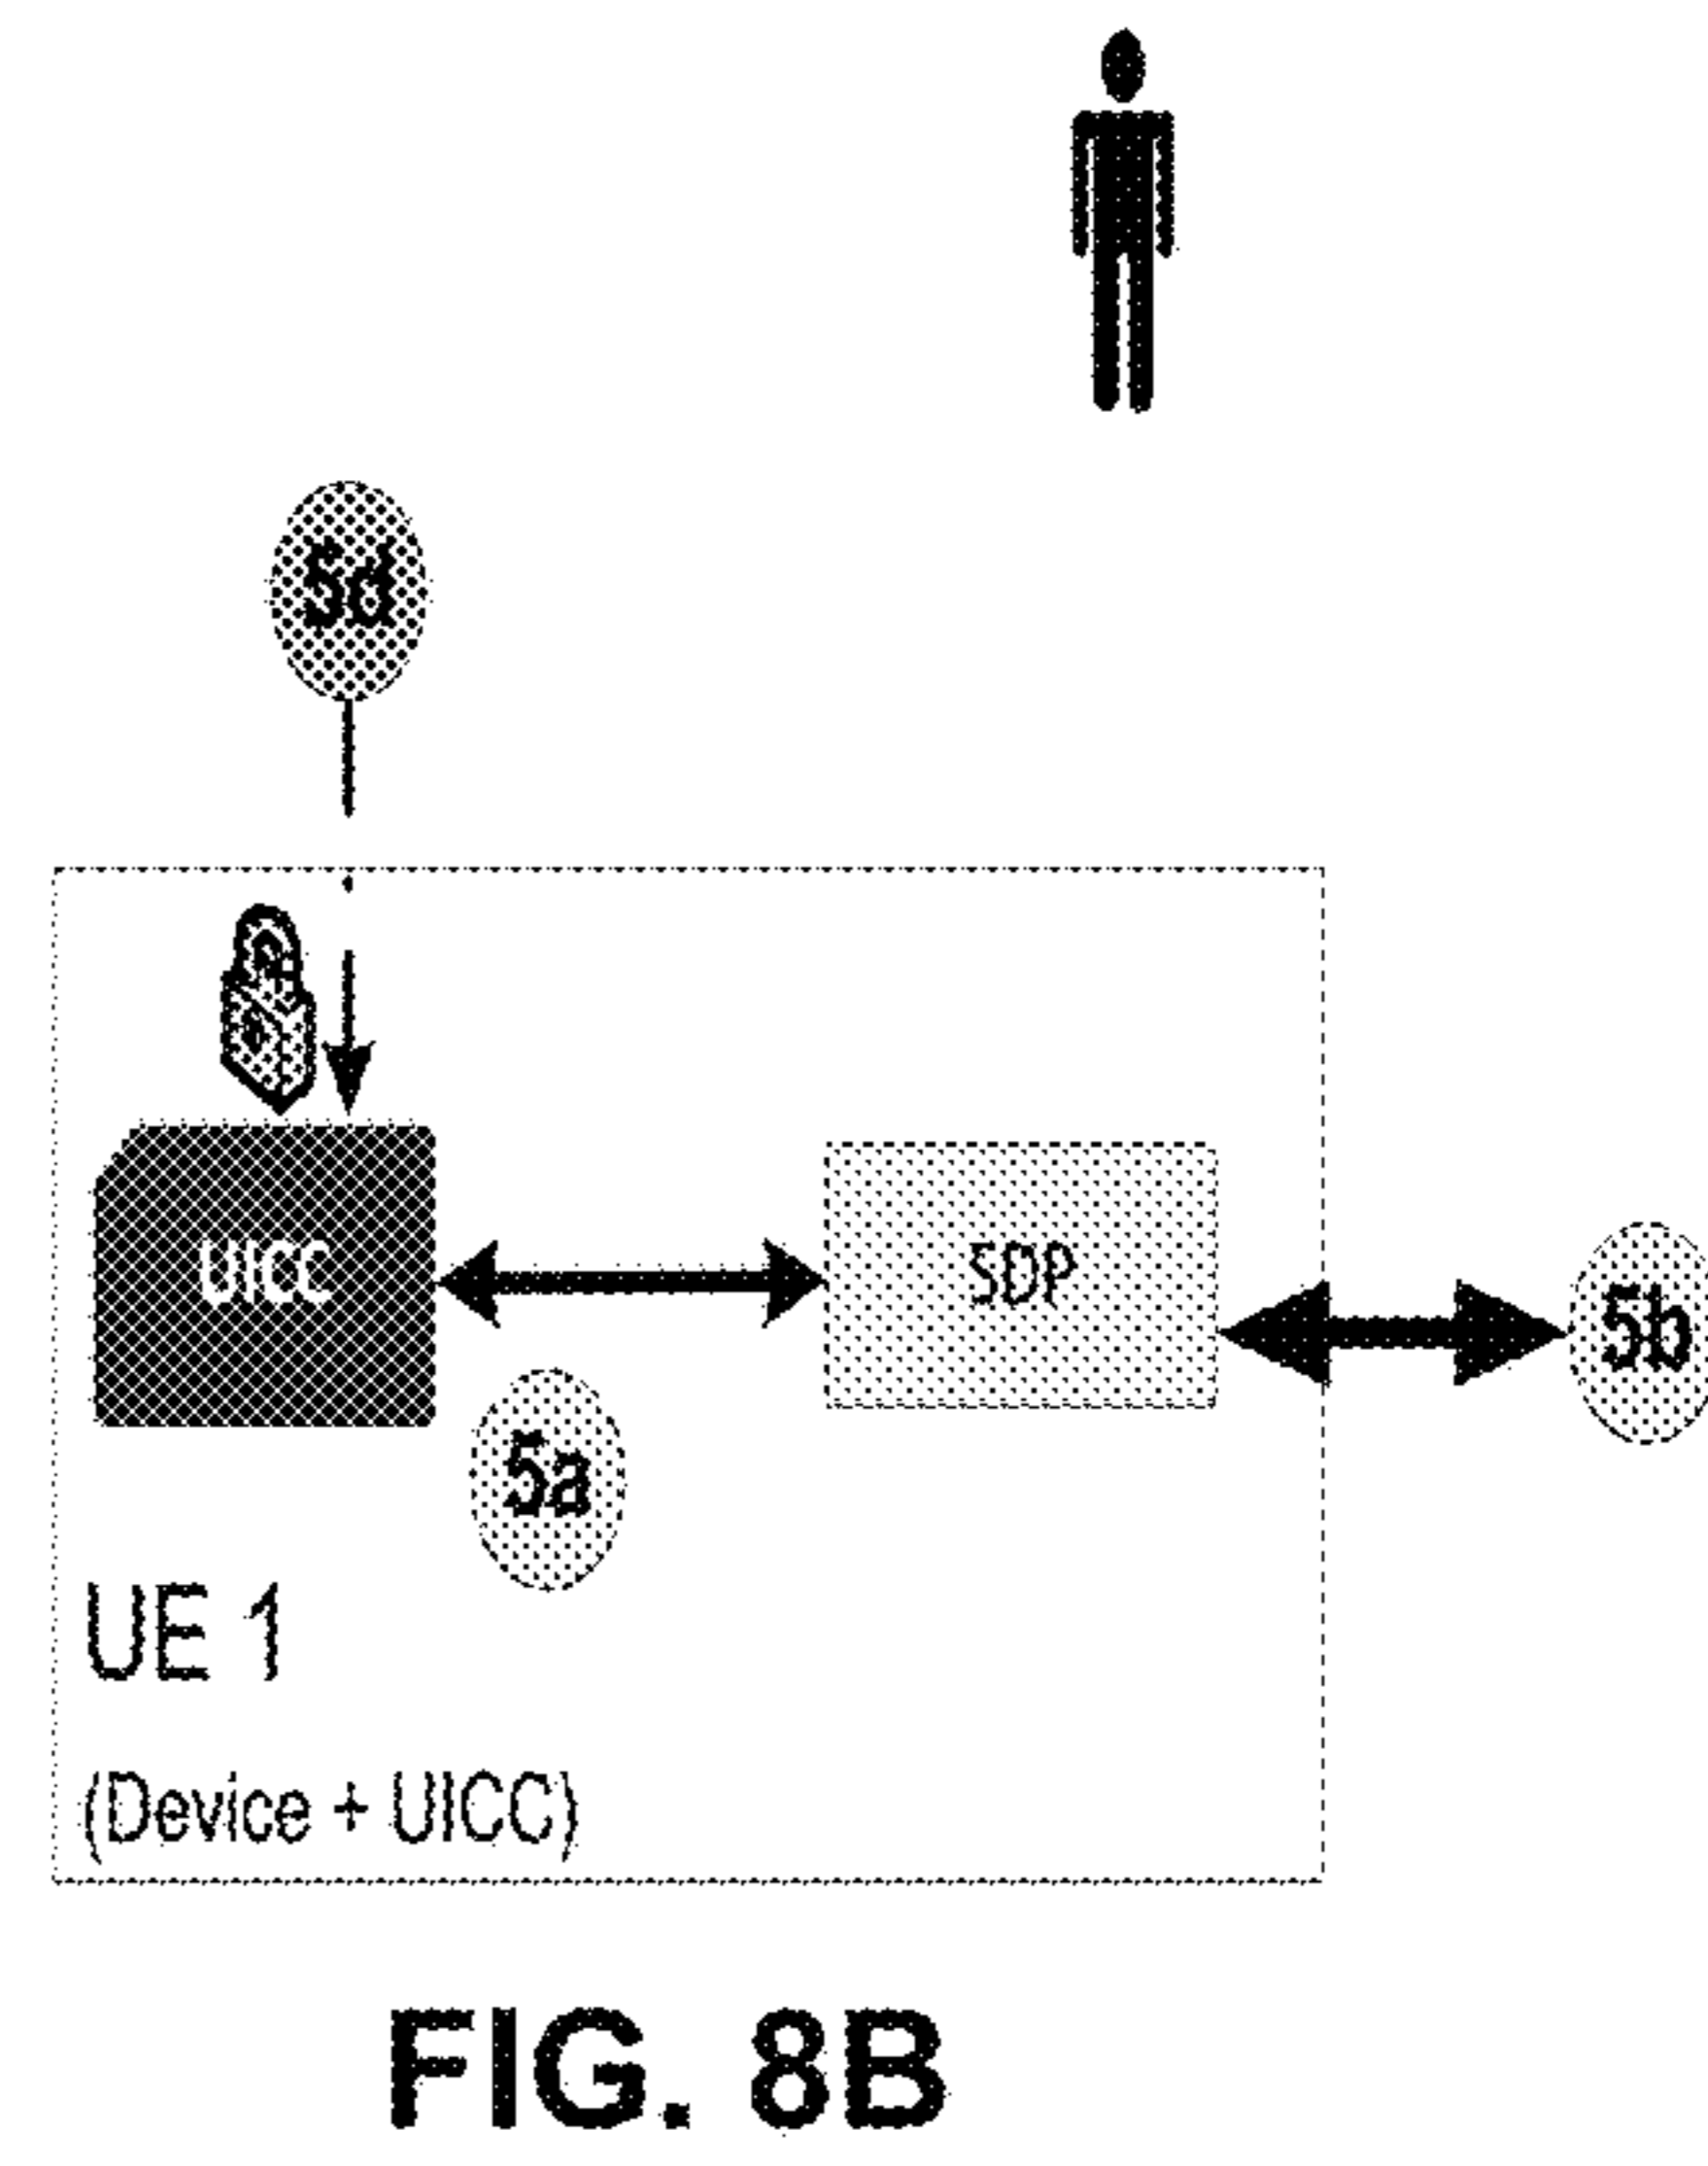 5d
UICC
SDP
5b
5a
UE 1
(Device + UICC)
FIG. 8B